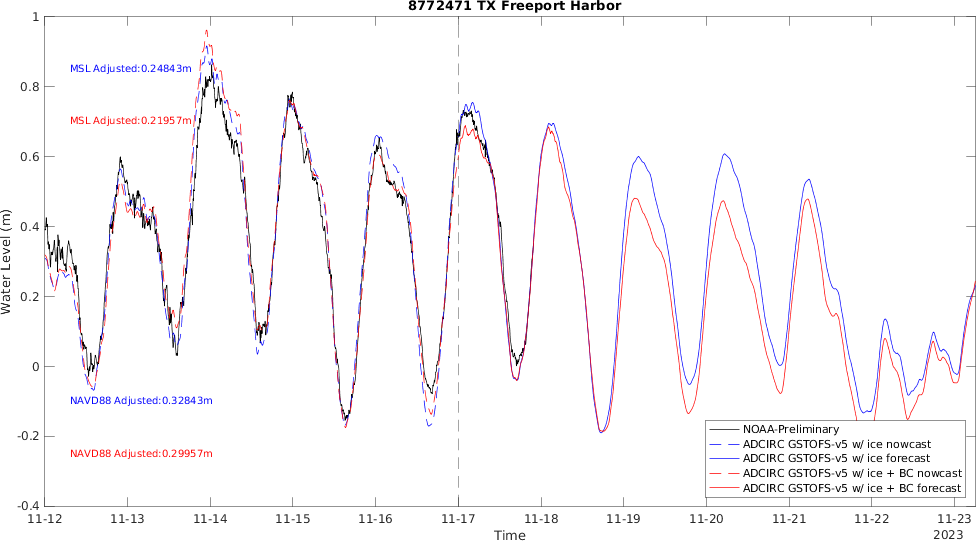 8772471 TX Freeport Harbor
1
0.8
0.6
0.4
0.2
0
-0.2
-0.4
Water Level (m)
MSL Adjusted:0.24843m
MSL Adjusted:0.21957m
NAVD88 Adjusted:0.32843m
NAVD88 Adjusted:0.29957m
NOAA-Preliminary
ADCIRC GSTOFS-v5 w/ ice nowcast
ADCIRC GSTOFS-v5 w/ ice forecast
ADCIRC GSTOFS-v5 w/ ice + BC nowcast
ADCIRC GSTOFS-v5 w/ ice + BC forecast
11-12 11-13 11-14 11-15 11-16 11-17 11-18 11-19 11-20 11-21 11-22 11-23
Time
2023